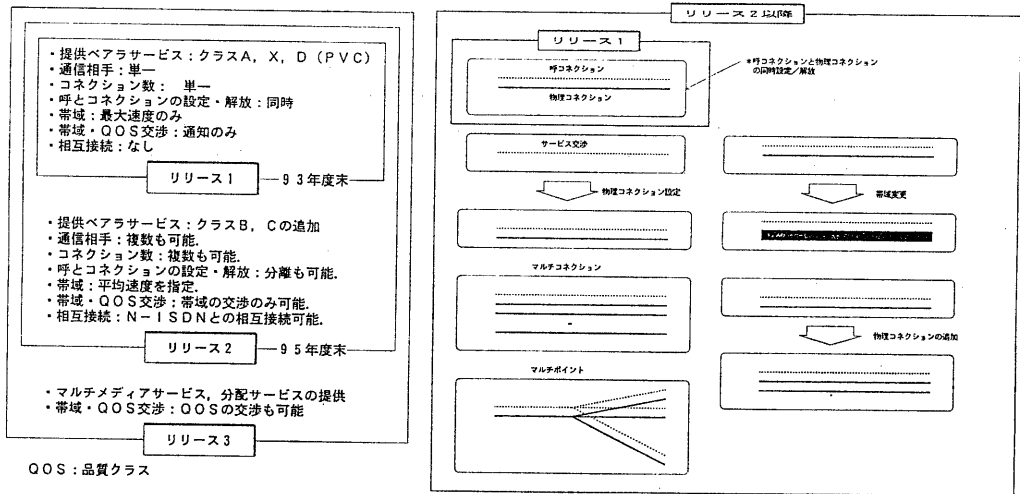 ・提供ベアラサービス：クラスA，X，D（PVC）
・通信相手：単一
・コネクション数： 単一
・呼とコネクションの設定・解放：同時
・帯域：最大速度のみ
・帯域・QOS交渉：通知のみ
・相互接続：なし
リリース1
93年度末
・提供ベアラサービス：クラスB，Cの追加
・通信相手：複数も可能．
・コネクション数：複数も可能．
・呼とコネクションの設定・解放：分離も可能．
・帯域：平均速度を指定．
・帯域・QOS交渉：帯域の交渉のみ可能．
・相互接続：N－ISDNとの相互接続可能．
リリース2
95年度末
・マルチメディアサービス，分配サービスの提供
・帯域・QOS交渉：QOSの交渉も可能
リリース3
QOS：品質クラス
リリース2以降
リリース1
呼コネクション
物理コネクション
＊呼コネクションと物理コネクション
の同時設定／解放
サービス交渉
物理コネクション設定
帯域変更
マルチコネクション
物理コネクションの追加
マルチポイント